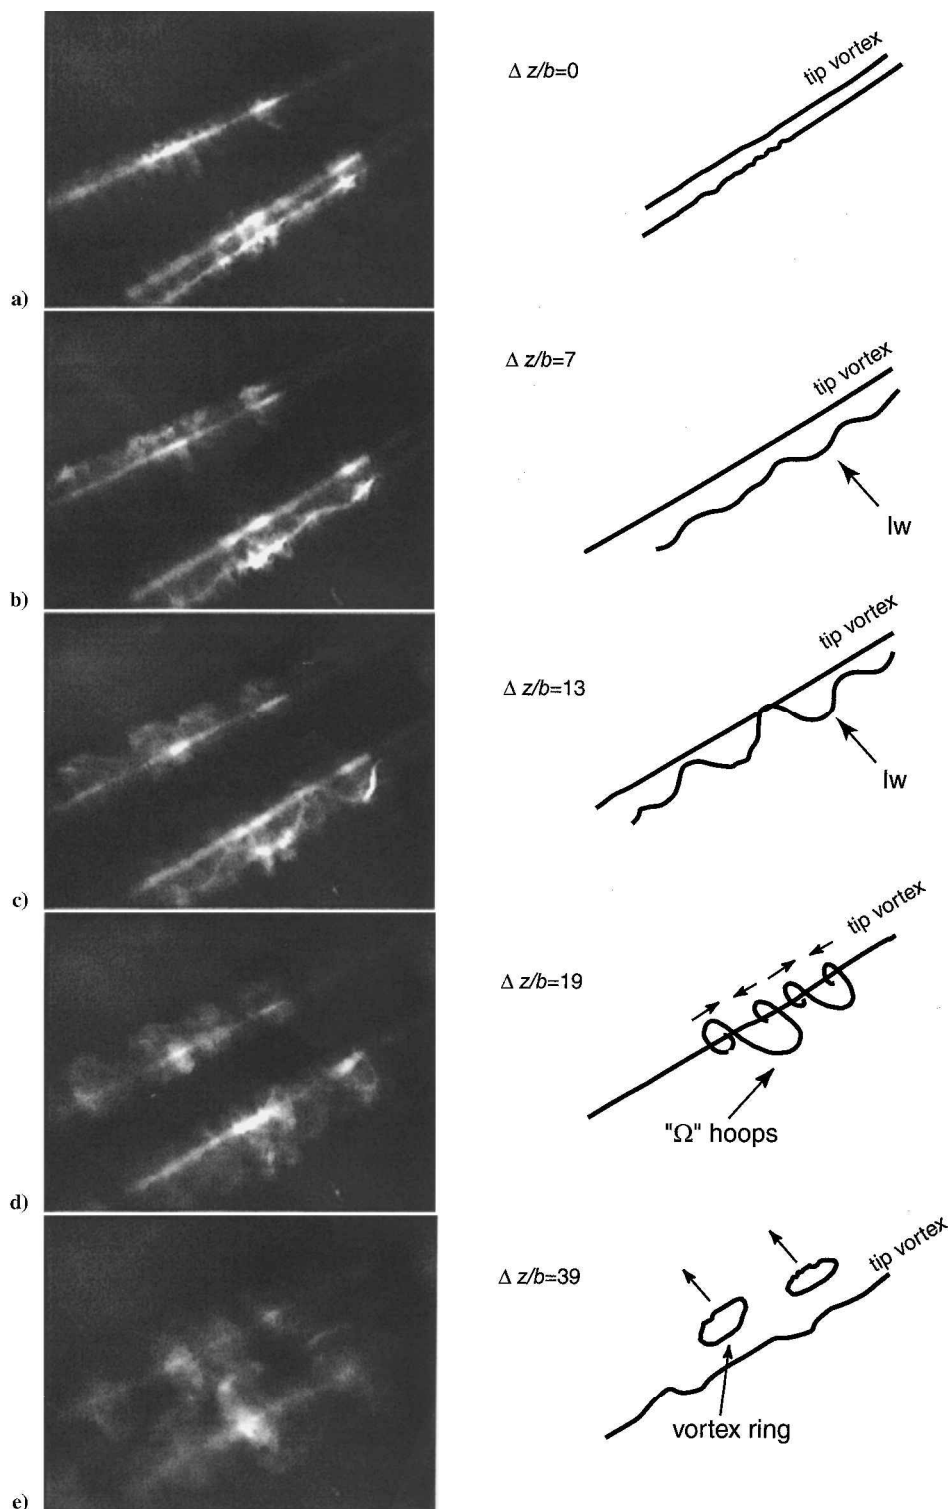 Δ z/b=0
tip vortex
a)
Δ z/b=7
tip vortex
lw
b)
Δ z/b=13
tip vortex
lw
c)
Δ z/b=19
tip vortex
"Ω" hoops
d)
Δ z/b=39
tip vortex
vortex ring
e)